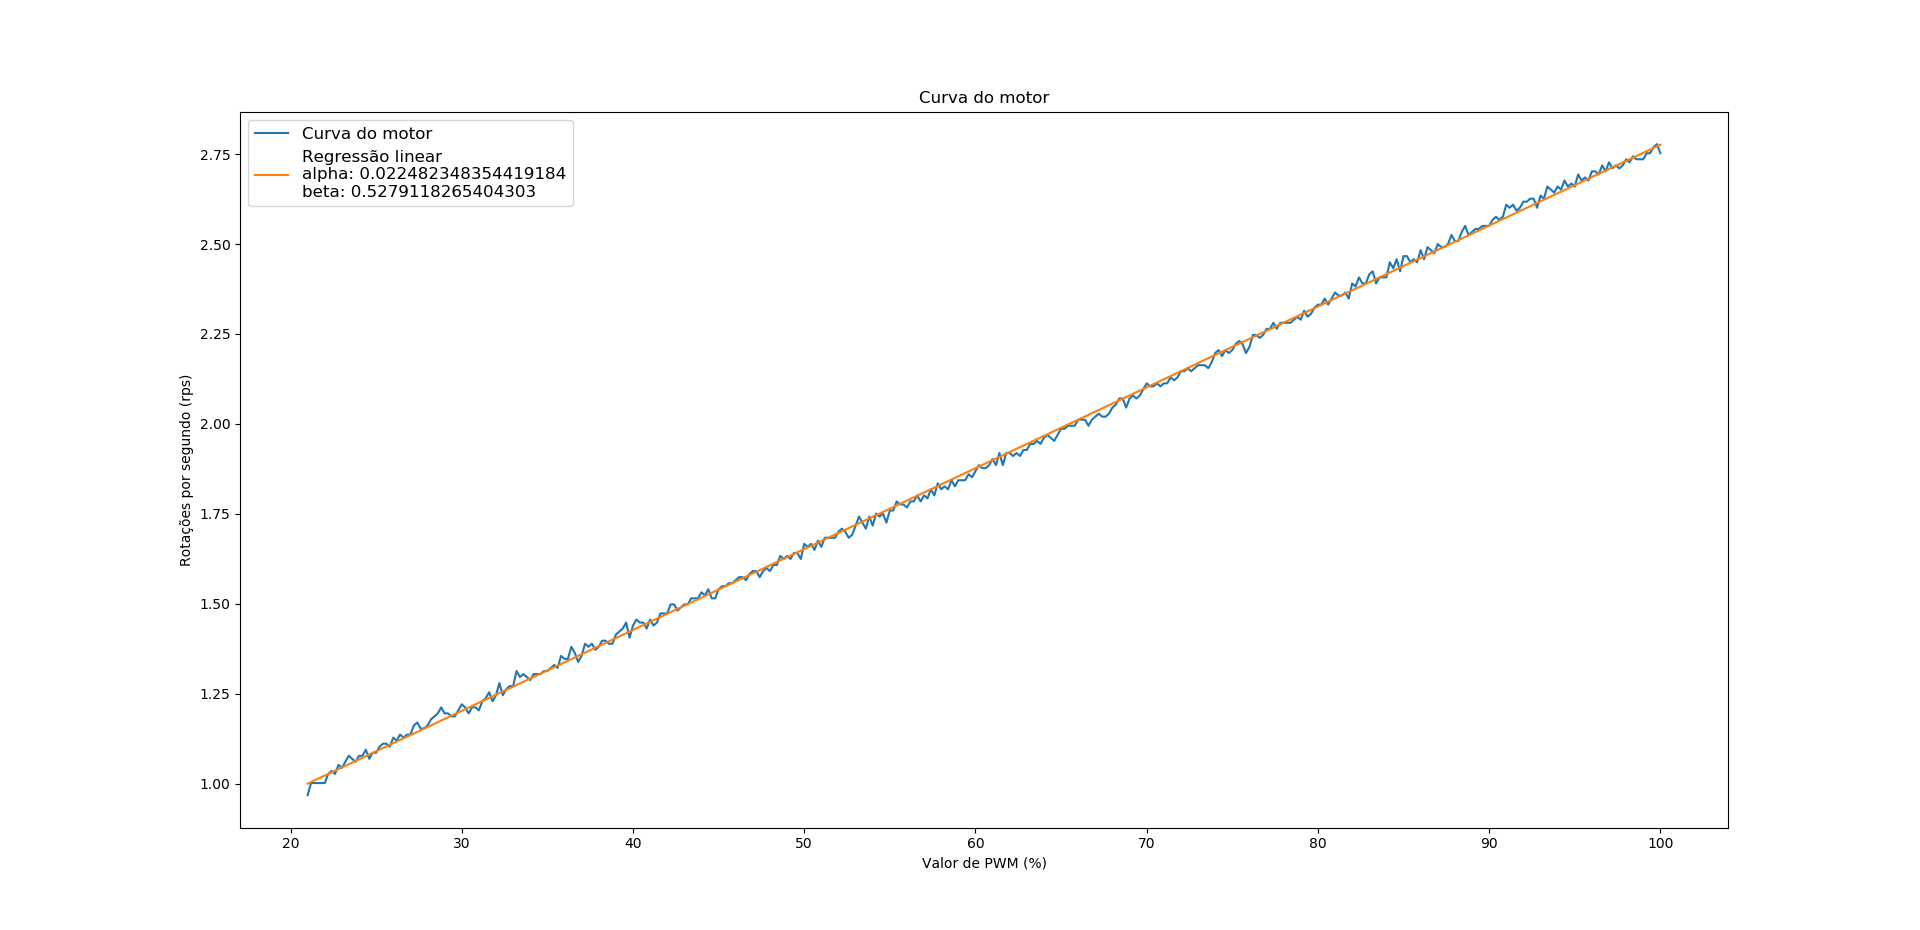 Curva do motor
Curva do motor
Regressão linear
alpha: 0.022482348354419184
beta: 0.5279118265404303
2.75
2.50
2.25
2.00
1.75
1.50
1.25
1.00
Rotações por segundo (rps)
20 30 40 50 60 70 80 90 100
Valor de PWM (%)